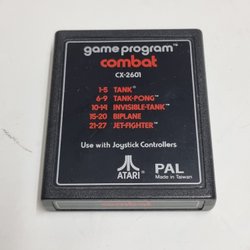 game program™
combat
CX-2601
1-5 TANK®
6-9 TANK-PONG™
10-14 INVISIBLE-TANK™
15-20 BIPLANE
21-27 JET-FIGHTER™
Use with Joystick Controllers
ATARI®
PAL
Made in Taiwan